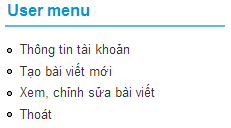 User menu
Thông tin tài khoản
Tạo bài viết mới
Xem, chỉnh sửa bài viết
Thoát